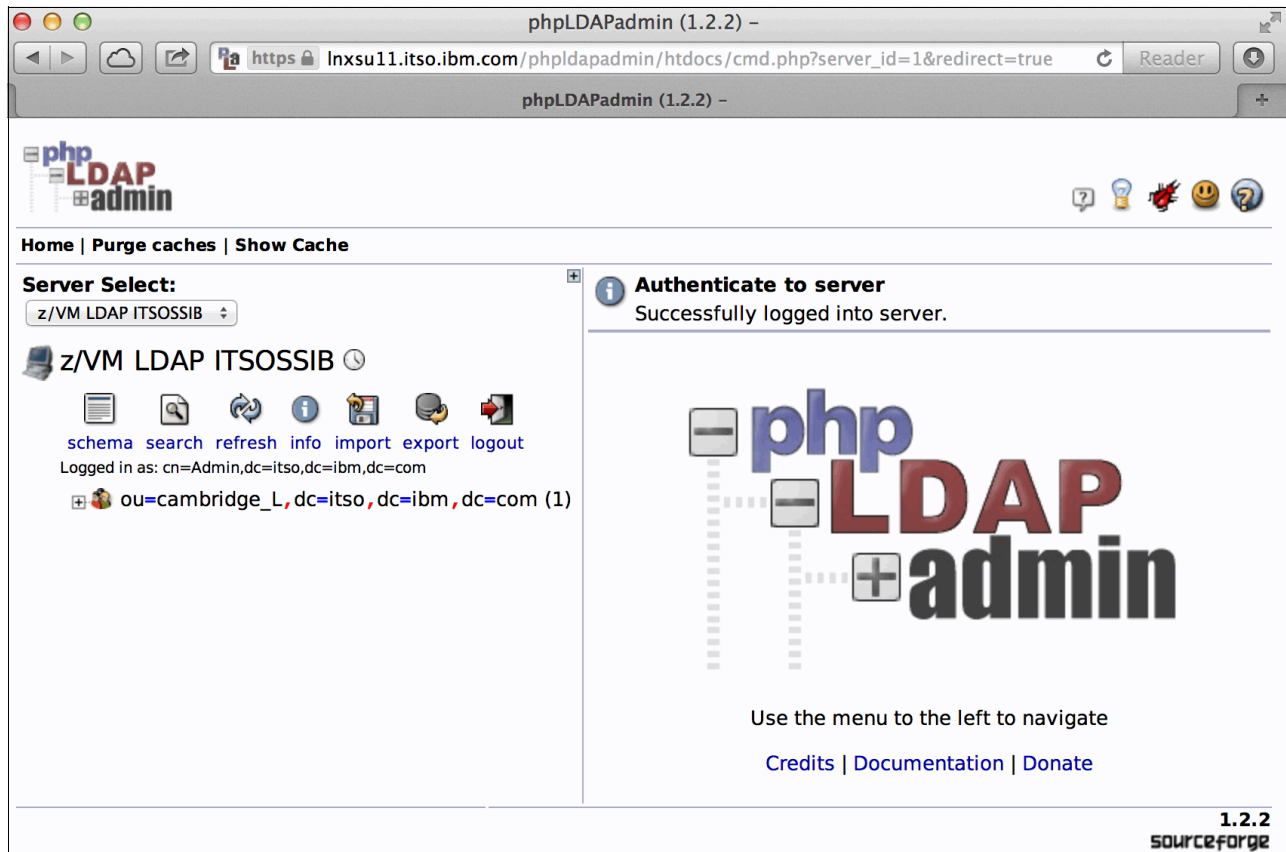 phpLDAPadmin (1.2.2) –
https lnxsu11.itso.ibm.com/phpldapadmin/htdocs/cmd.php?server_id=1&redirect=true Reader
phpLDAPadmin (1.2.2) –
php
LDAP
admin
Home | Purge caches | Show Cache
Server Select:
z/VM LDAP ITSOSSIB
z/VM LDAP ITSOSSIB
schema search refresh info import export logout
Logged in as: cn=Admin,dc=itso,dc=ibm,dc=com
ou=cambridge_L,dc=itso,dc=ibm,dc=com (1)
Authenticate to server
Successfully logged into server.
php
LDAP
admin
Use the menu to the left to navigate
Credits | Documentation | Donate
1.2.2
sourceforge